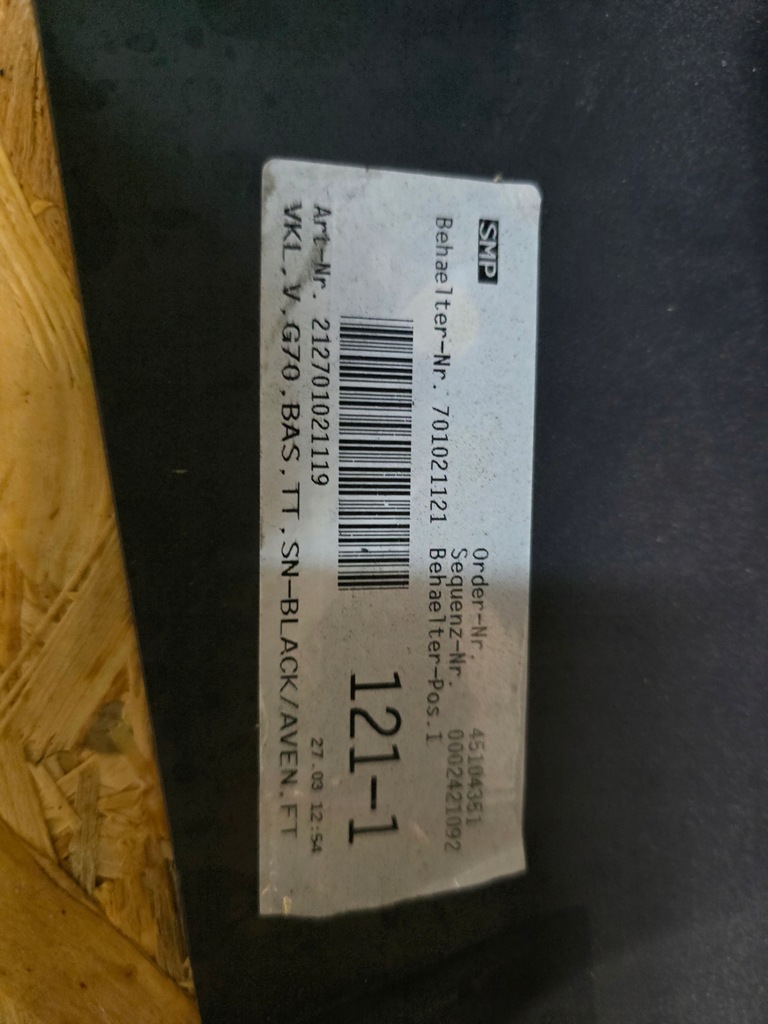 SMP
Order-Nr. 45104351
Sequenz-Nr. 0002421092
Behaelter-Nr. 701021121 Behaelter-Pos.1
121-1
Art-Nr. 212701021119 27.03 12:54
VKL,V,G70,BAS,TT,SN-BLACK/AVEN,FT